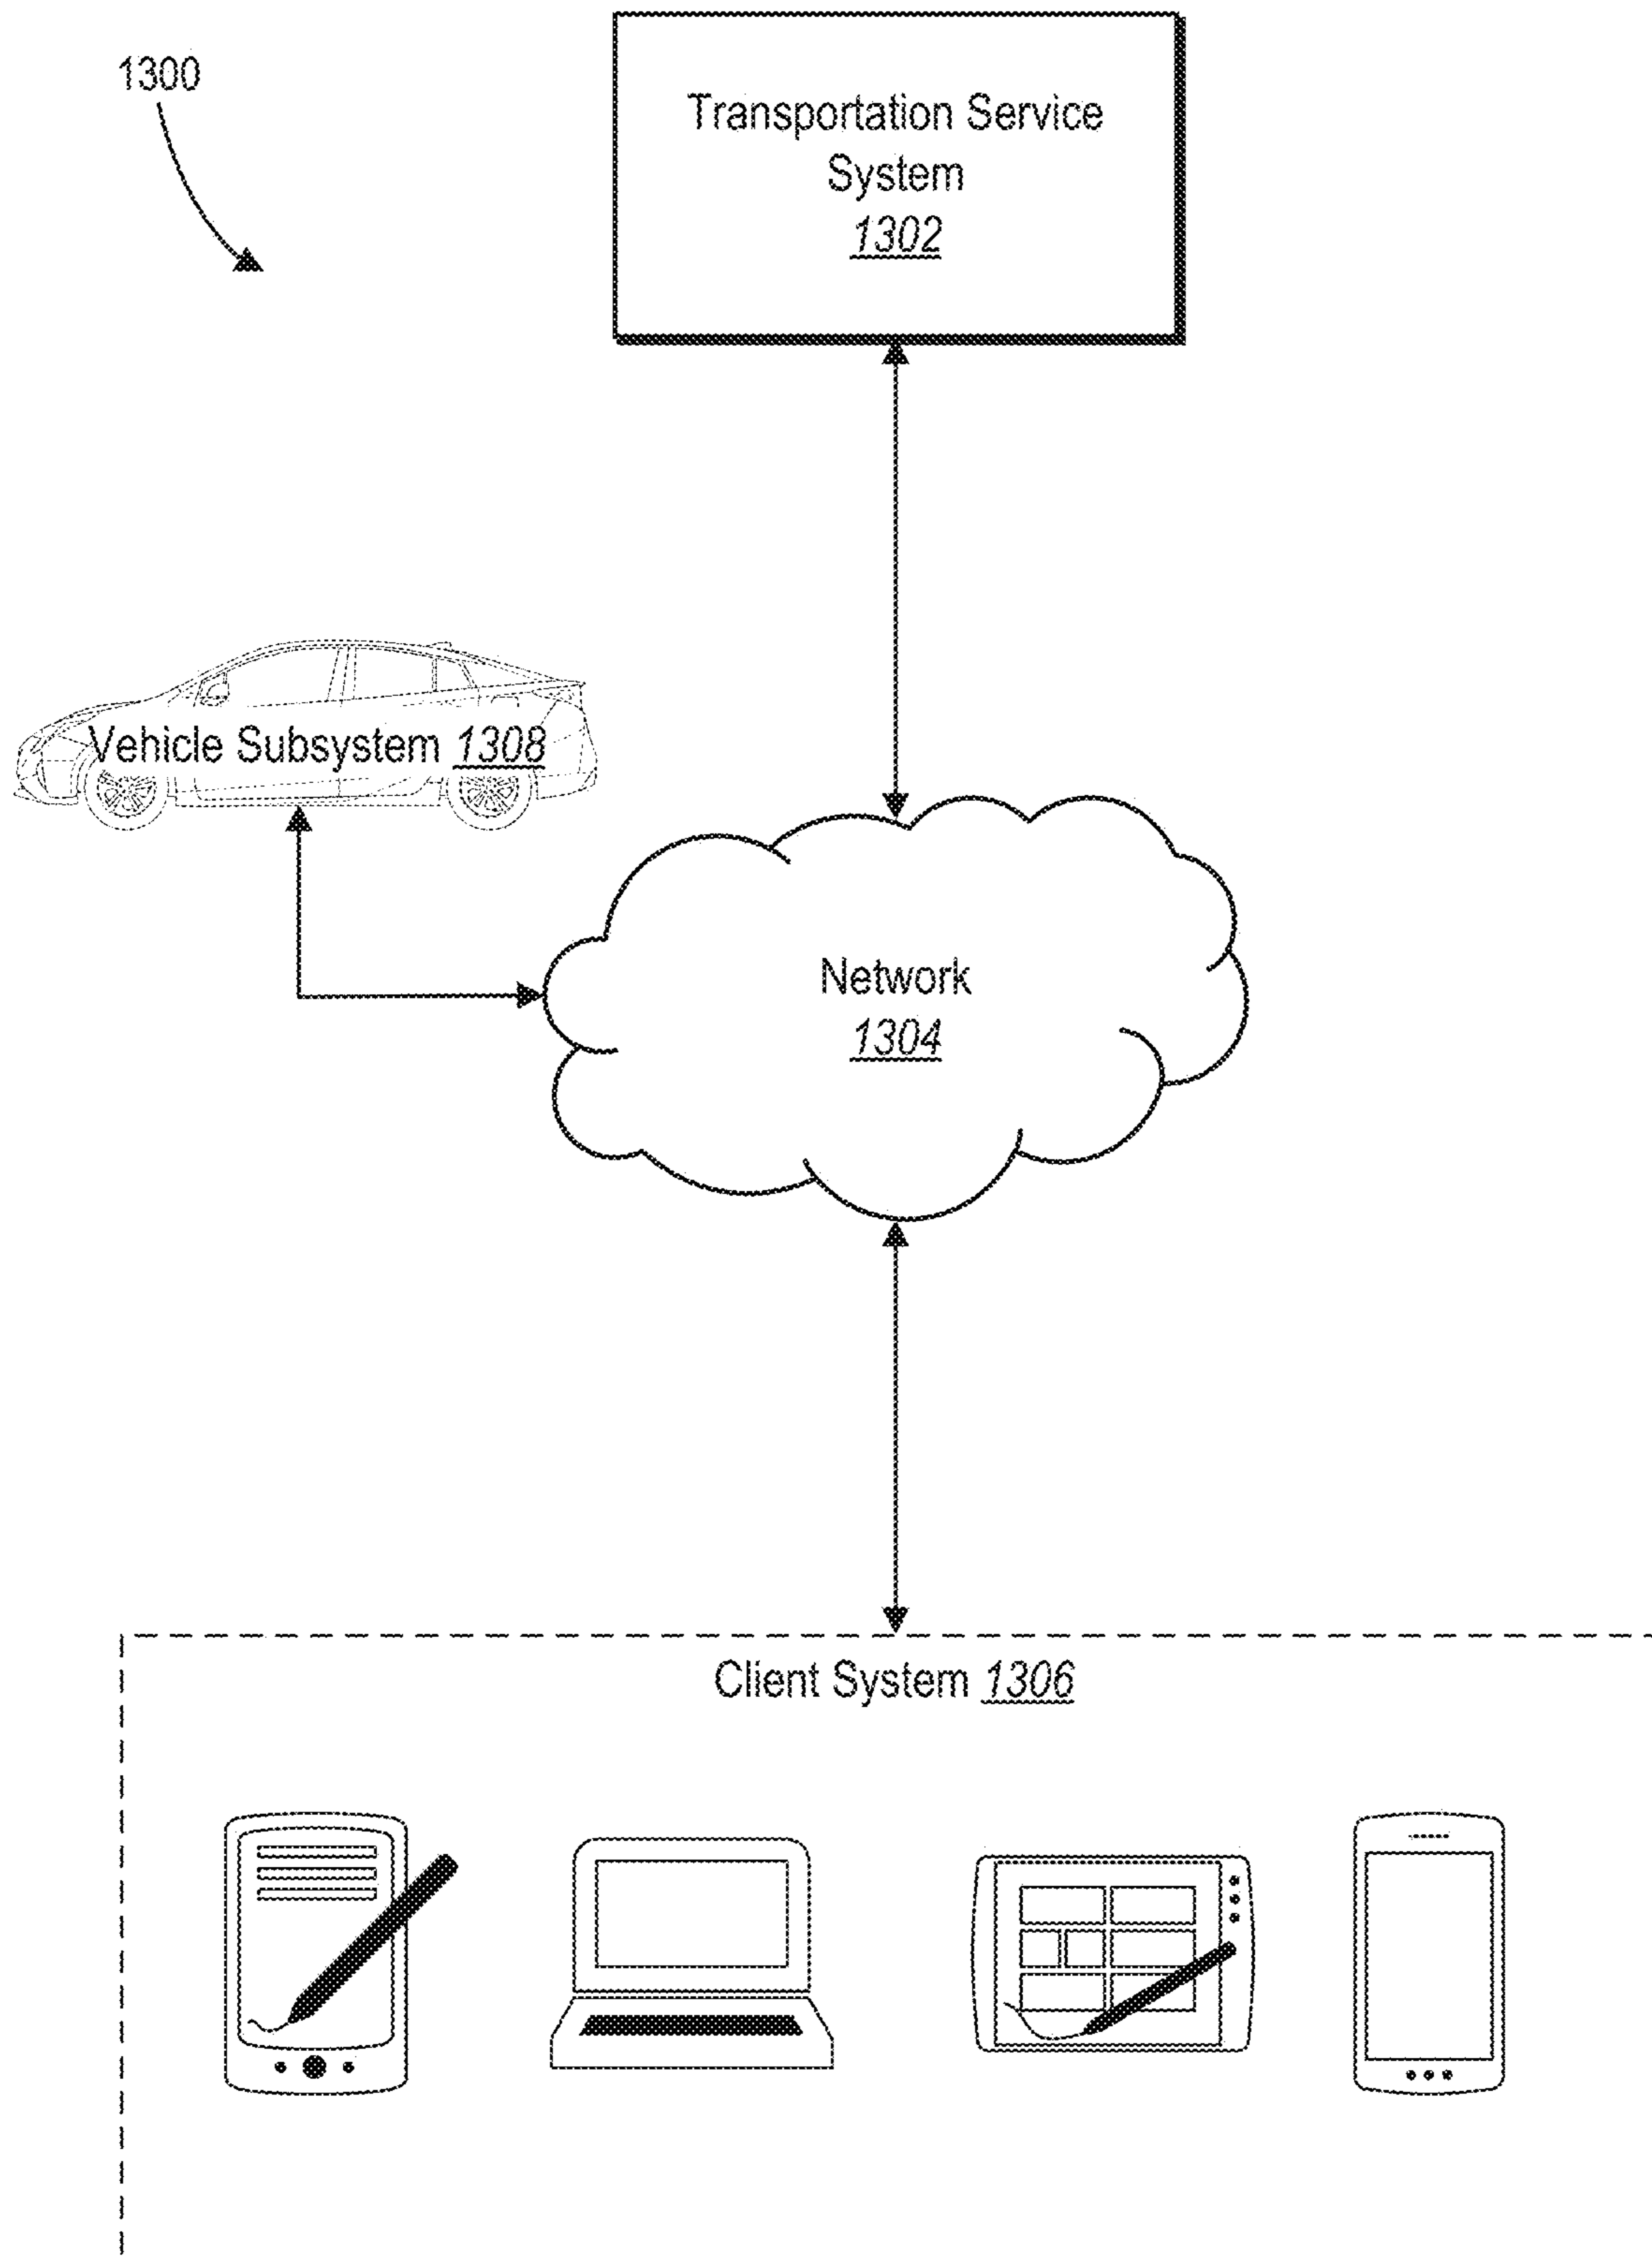 1300
Transportation Service
System
1302
Vehicle Subsystem 1308
Network
1304
Client System 1306